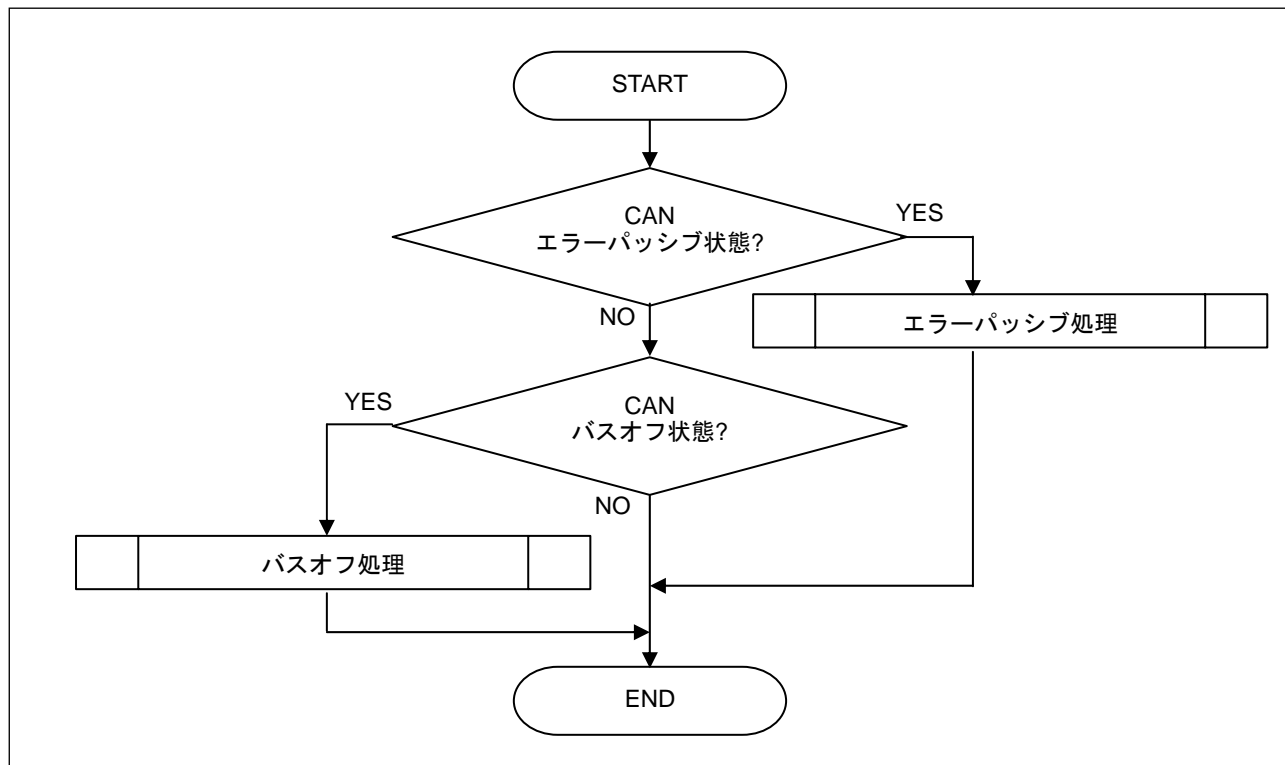 START
CAN
エラーパッシブ状態?
YES
NO
エラーパッシブ処理
YES
CAN
バスオフ状態?
NO
バスオフ処理
END